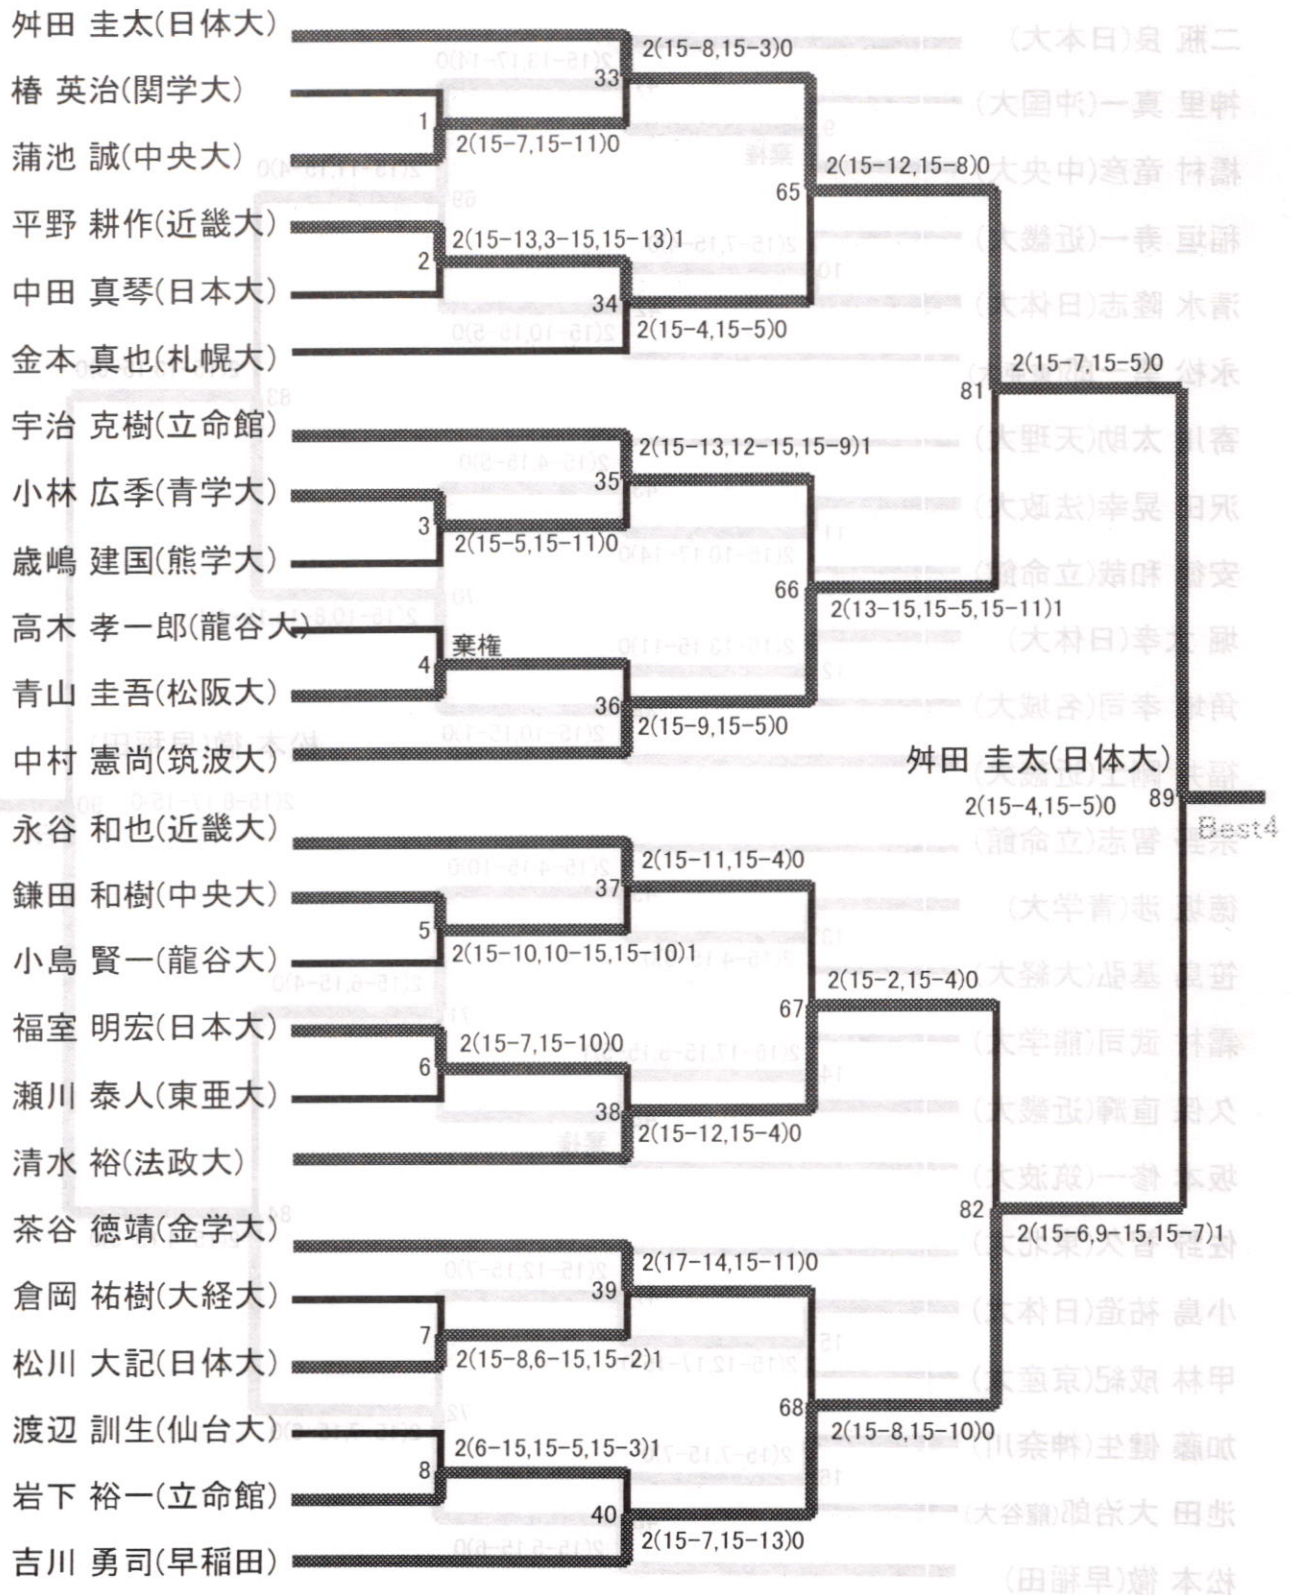 舛田 圭太(日体大)
2(15-8,15-3)0
33
椿 英治(関学大)
1
2(15-7,15-11)0
蒲池 誠(中央大)
2(15-12,15-8)0
65
平野 耕作(近畿大)
2(15-13,3-15,15-13)1
2
中田 真琴(日本大)
34
2(15-4,15-5)0
金本 真也(札幌大)
2(15-7,15-5)0
81
宇治 克樹(立命館)
2(15-13,12-15,15-9)1
35
小林 広季(青学大)
3
2(15-5,15-11)0
歳嶋 建国(熊学大)
66
2(13-15,15-5,15-11)1
高木 孝一郎(龍谷大)
棄権
4
青山 圭吾(松阪大)
36
2(15-9,15-5)0
中村 憲尚(筑波大)
舛田 圭太(日体大)
2(15-4,15-5)0
89
Best4
永谷 和也(近畿大)
2(15-11,15-4)0
37
鎌田 和樹(中央大)
5
2(15-10,10-15,15-10)1
小島 賢一(龍谷大)
2(15-2,15-4)0
67
福室 明宏(日本大)
2(15-7,15-10)0
6
瀬川 泰人(東亜大)
38
2(15-12,15-4)0
清水 裕(法政大)
82
2(15-6,9-15,15-7)1
茶谷 徳靖(金学大)
2(17-14,15-11)0
39
倉岡 祐樹(大経大)
7
2(15-8,6-15,15-2)1
松川 大記(日体大)
68
2(15-8,15-10)0
渡辺 訓生(仙台大)
2(6-15,15-5,15-3)1
8
岩下 裕一(立命館)
40
2(15-7,15-13)0
吉川 勇司(早稲田)